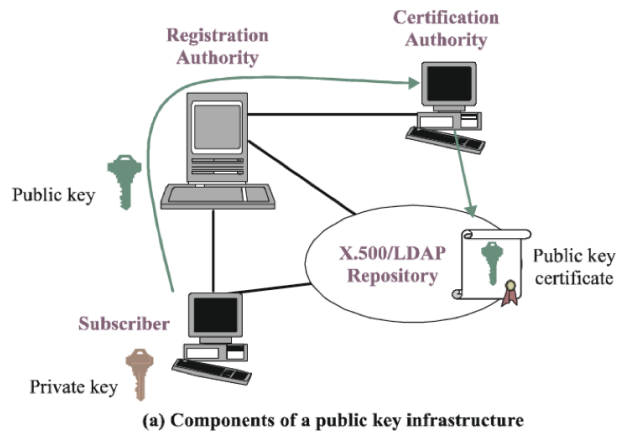 Certification
Authority
Registration
Authority
Public key
X.500/LDAP
Repository
Public key
certificate
Subscriber
Private key
(a) Components of a public key infrastructure